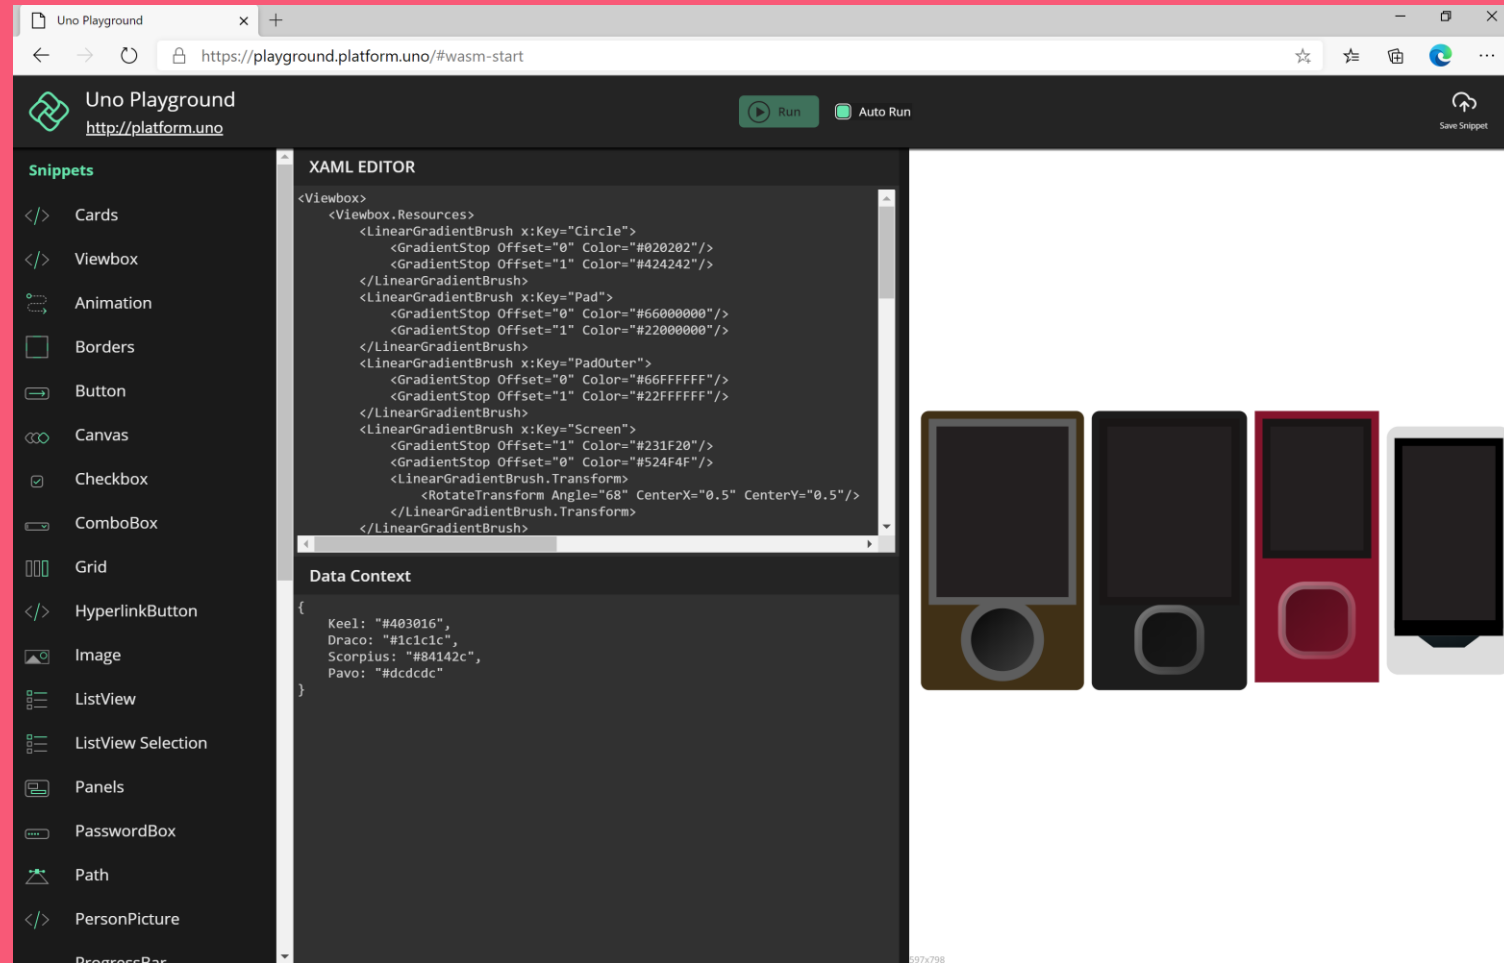 Uno Playground
https://playground.platform.uno/#wasm-start
Uno Playground
http://platform.uno
Run
Auto Run
Save Snippet
Snippets
Cards
Viewbox
Animation
Borders
Button
Canvas
Checkbox
ComboBox
Grid
HyperlinkButton
Image
ListView
ListView Selection
Panels
PasswordBox
Path
PersonPicture
ProgressBar
XAML EDITOR
<Viewbox>
    <Viewbox.Resources>
        <LinearGradientBrush x:Key="Circle">
            <GradientStop Offset="0" Color="#020202"/>
            <GradientStop Offset="1" Color="#424242"/>
        </LinearGradientBrush>
        <LinearGradientBrush x:Key="Pad">
            <GradientStop Offset="0" Color="#66000000"/>
            <GradientStop Offset="1" Color="#22000000"/>
        </LinearGradientBrush>
        <LinearGradientBrush x:Key="PadOuter">
            <GradientStop Offset="0" Color="#66FFFFFF"/>
            <GradientStop Offset="1" Color="#22FFFFFF"/>
        </LinearGradientBrush>
        <LinearGradientBrush x:Key="Screen">
            <GradientStop Offset="1" Color="#231F20"/>
            <GradientStop Offset="0" Color="#524F4F"/>
            <LinearGradientBrush.Transform>
                <RotateTransform Angle="68" CenterX="0.5" CenterY="0.5"/>
            </LinearGradientBrush.Transform>
        </LinearGradientBrush>
Data Context
{
    Keel: "#403016",
    Draco: "#1c1c1c",
    Scorpius: "#84142c",
    Pavo: "#dcdcdc"
}
597x798